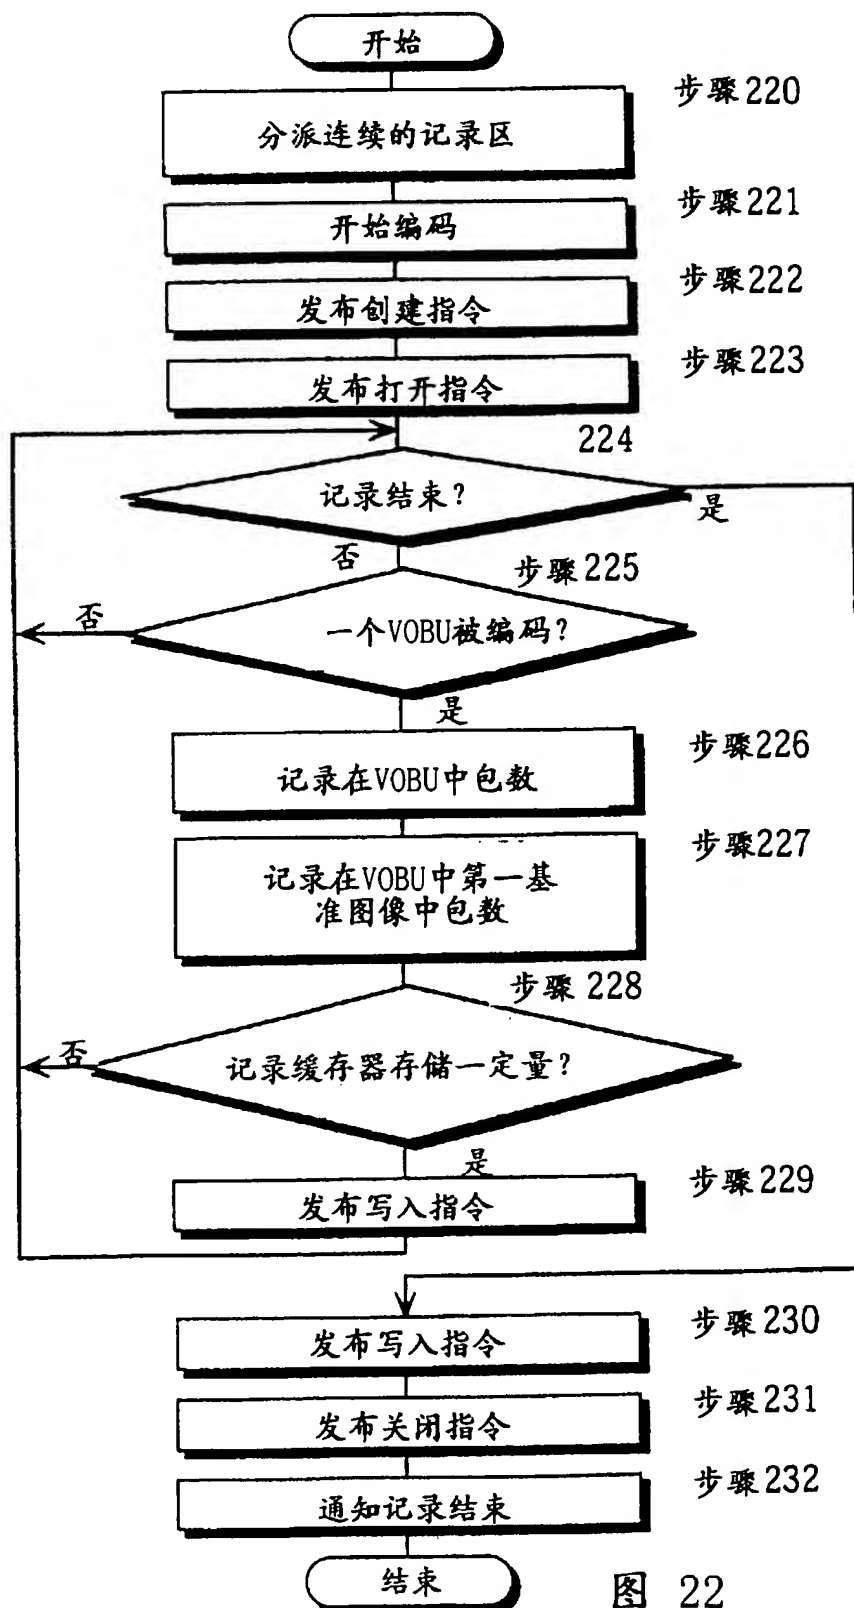 开始
步骤220
分派连续的记录区
步骤221
开始编码
步骤222
发布创建指令
步骤223
发布打开指令
224
记录结束?
是
否
步骤225
否
一个VOBU被编码?
是
步骤226
记录在VOBU中包数
步骤227
记录在VOBU中第一基
准图像中包数
步骤 228
否
记录缓存器存储一定量?
是
步骤229
发布写入指令
步骤230
发布写入指令
步骤231
发布关闭指令
步骤232
通知记录结束
结束
图 22